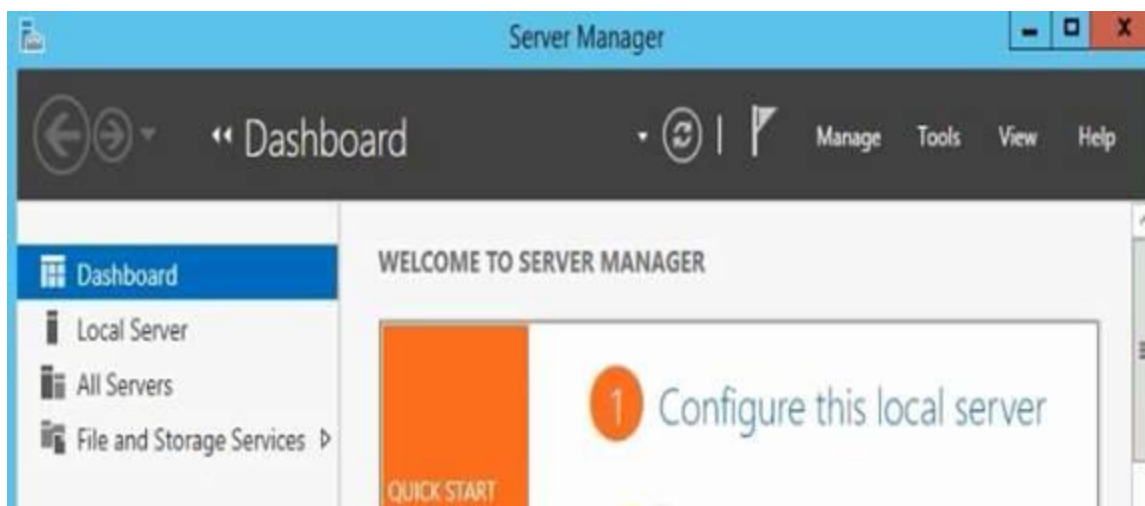 Server Manager
Dashboard
Manage Tools View Help
Dashboard
Local Server
All Servers
File and Storage Services
WELCOME TO SERVER MANAGER
1 Configure this local server
QUICK START